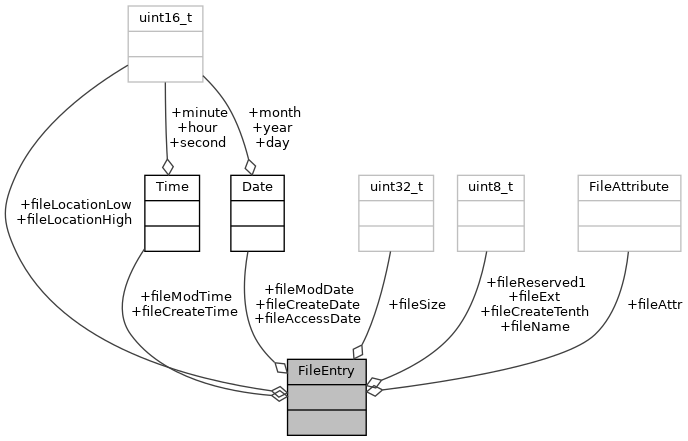 uint16_t
+minute
+hour
+second
+month
+year
+day
Time
Date
uint32_t
uint8_t
FileAttribute
+fileLocationLow
+fileLocationHigh
+fileModTime
+fileCreateTime
+fileModDate
+fileCreateDate
+fileAccessDate
+fileSize
+fileReserved1
+fileExt
+fileCreateTenth
+fileName
+fileAttr
FileEntry